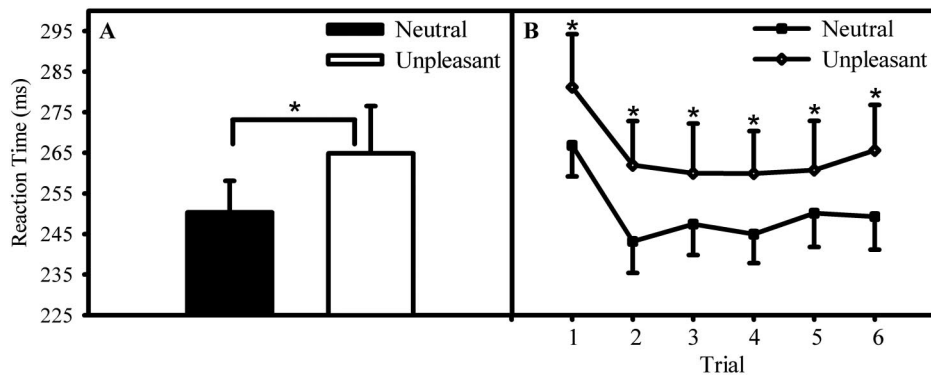 A
Neutral
Unpleasant
*
Reaction Time (ms)
295
285
275
265
255
245
235
225
B
Neutral
Unpleasant
* * * * * *
1 2 3 4 5 6
Trial